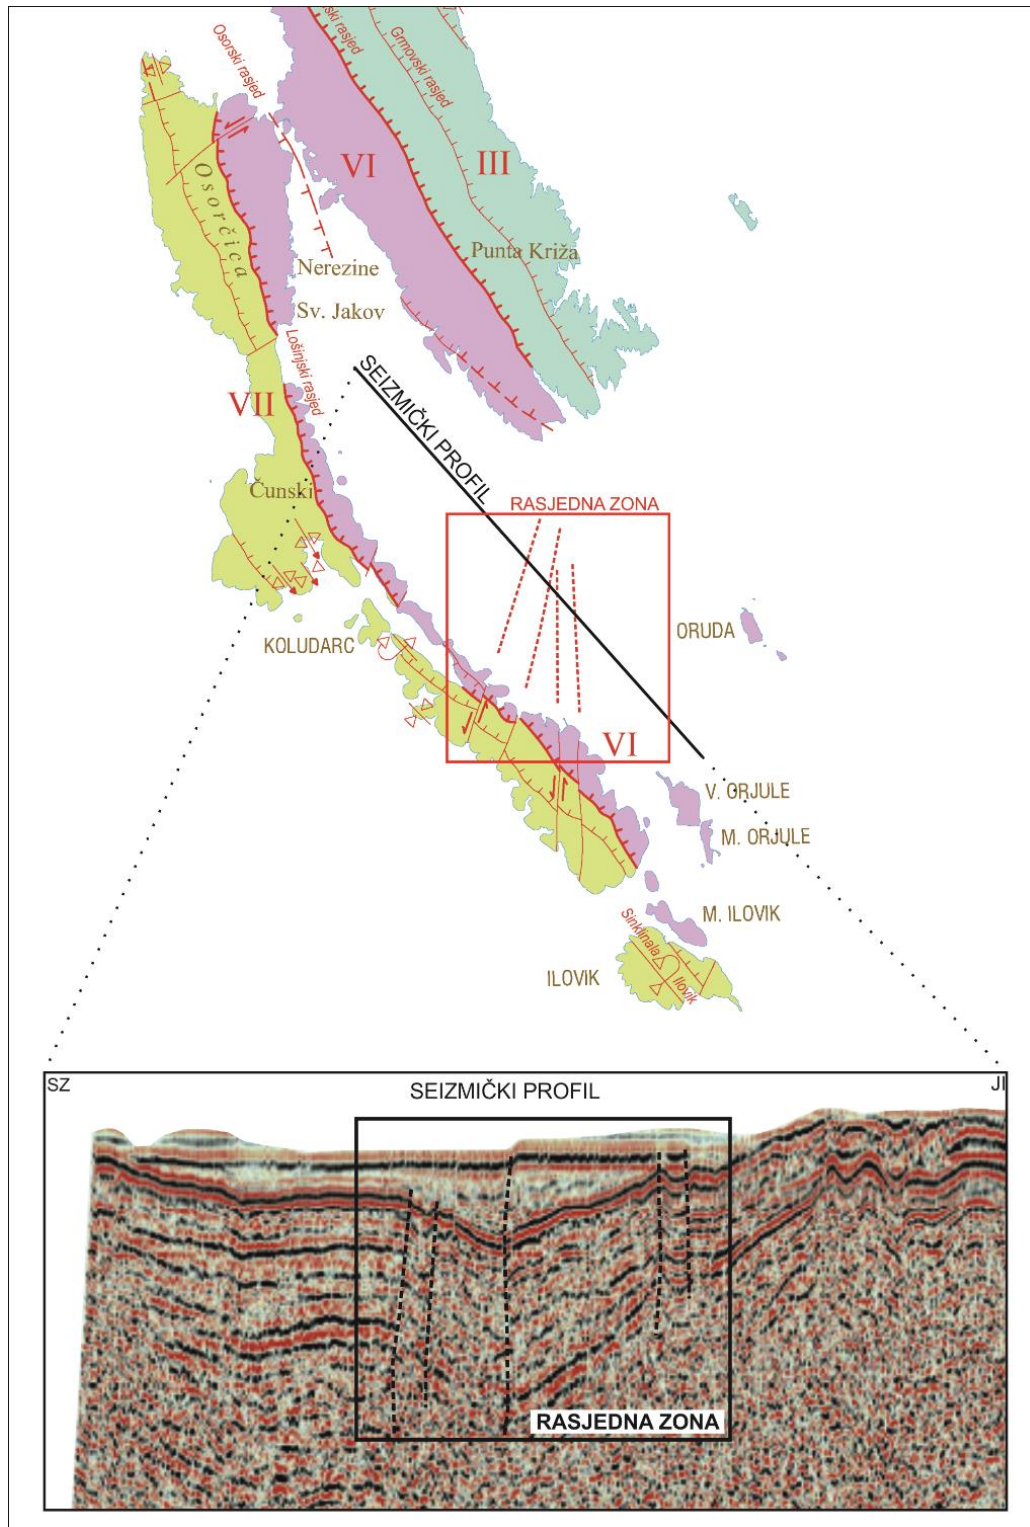 Osorski rasjed
ski rasjed
Grmovski rasjed
VI
III
Osorčica
Punta Križa
Nerezine
Sv. Jakov
Lošinjski rasjed
SEIZMIČKI PROFIL
VII
Čunski
RASJEDNA ZONA
ORUDA
KOLUDARC
VI
V. ORJULE
M. ORJULE
M. ILOVIK
Sinklinala
Ilovik
ILOVIK
SZ
SEIZMIČKI PROFIL
JI
RASJEDNA ZONA